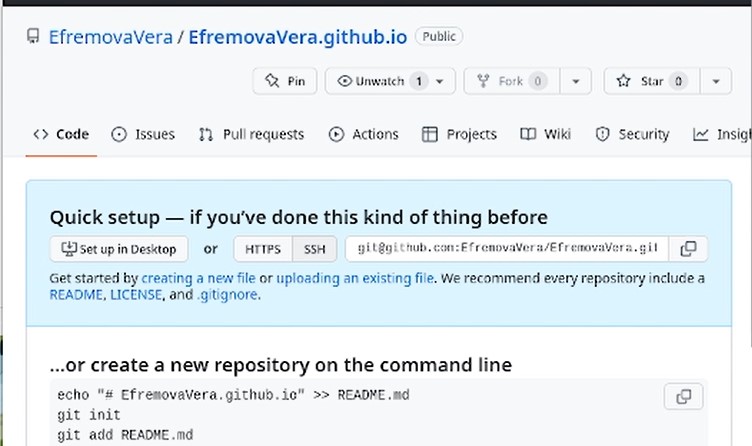 EfremovaVera / EfremovaVera.github.io Public
Pin Unwatch 1 Fork 0 Star 0
<> Code Issues Pull requests Actions Projects Wiki Security Insigh
Quick setup — if you've done this kind of thing before
Set up in Desktop or HTTPS SSH git@github.com:EfremovaVera/EfremovaVera.git
Get started by creating a new file or uploading an existing file. We recommend every repository include a
README, LICENSE, and .gitignore.
...or create a new repository on the command line
echo "# EfremovaVera.github.io" >> README.md
git init
git add README.md